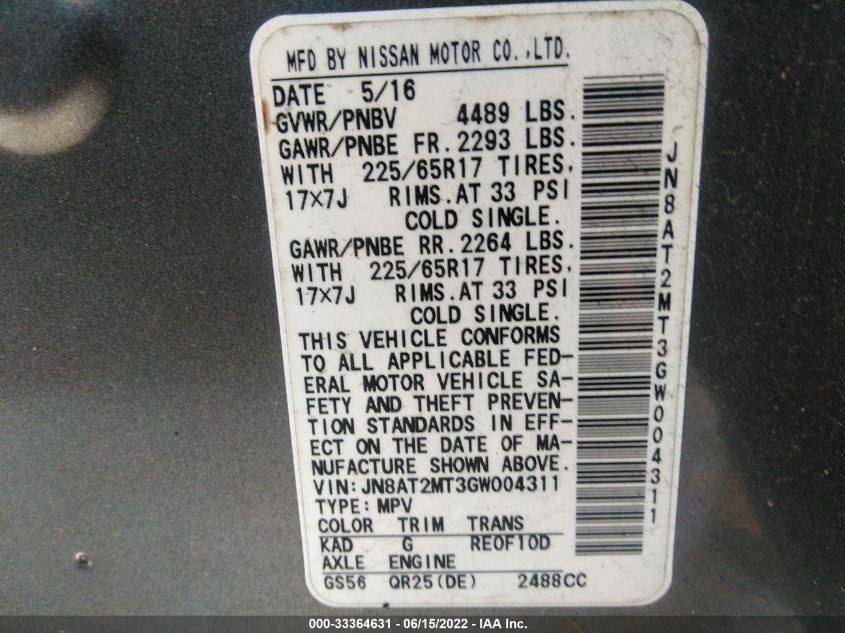 MFD BY NISSAN MOTOR CO.,LTD.
DATE 5/16
GVWR/PNBV 4489 LBS.
GAWR/PNBE FR. 2293 LBS.
WITH 225/65R17 TIRES,
17×7J RIMS. AT 33 PSI
COLD SINGLE.
GAWR/PNBE RR. 2264 LBS.
WITH 225/65R17 TIRES,
17×7J RIMS. AT 33 PSI
COLD SINGLE.
THIS VEHICLE CONFORMS
TO ALL APPLICABLE FED-
ERAL MOTOR VEHICLE SA-
FETY AND THEFT PREVEN-
TION STANDARDS IN EFF-
ECT ON THE DATE OF MA-
NUFACTURE SHOWN ABOVE.
VIN: JN8AT2MT3GW004311
TYPE: MPV
COLOR TRIM TRANS
KAD G RE0F10D
AXLE ENGINE
GS56 QR25(DE) 2488CC
JN8AT2MT3GW004311
000-33364631 - 06/15/2022 - IAA Inc.